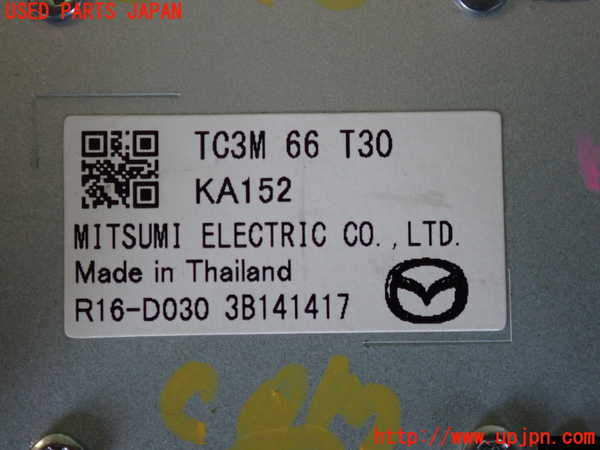 USED PARTS JAPAN
TC3M 66 T30
KA152
MITSUMI ELECTRIC CO.,LTD.
Made in Thailand
R16-D030 3B141417
http://www.upjpn.com/